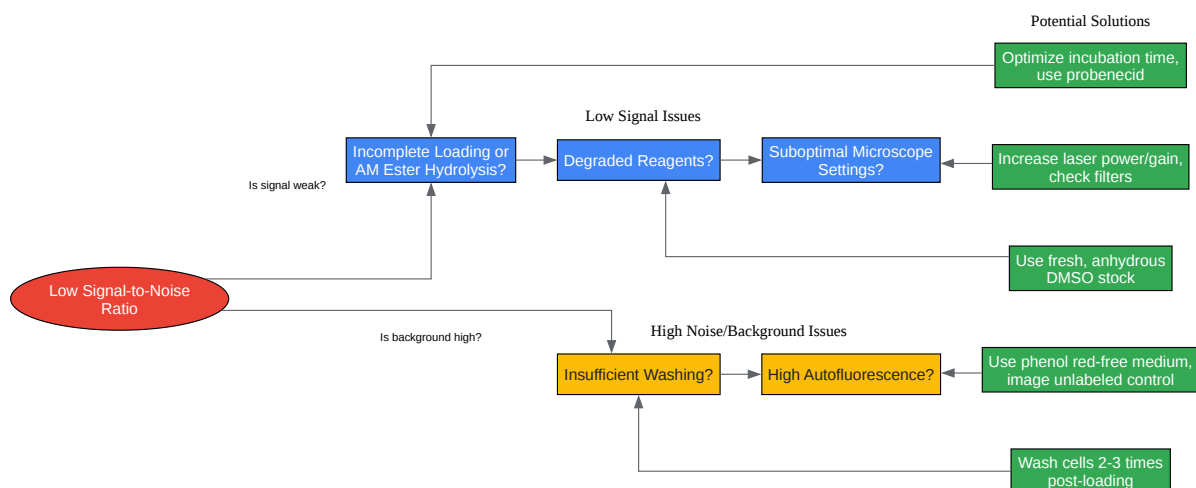 Potential Solutions
Optimize incubation time,
use probenecid
Low Signal Issues
Incomplete Loading or
AM Ester Hydrolysis?
Degraded Reagents?
Suboptimal Microscope
Settings?
Increase laser power/gain,
check filters
Is signal weak?
Use fresh, anhydrous
DMSO stock
Low Signal-to-Noise
Ratio
High Noise/Background Issues
Is background high?
Insufficient Washing?
High Autofluorescence?
Use phenol red-free medium,
image unlabeled control
Wash cells 2-3 times
post-loading